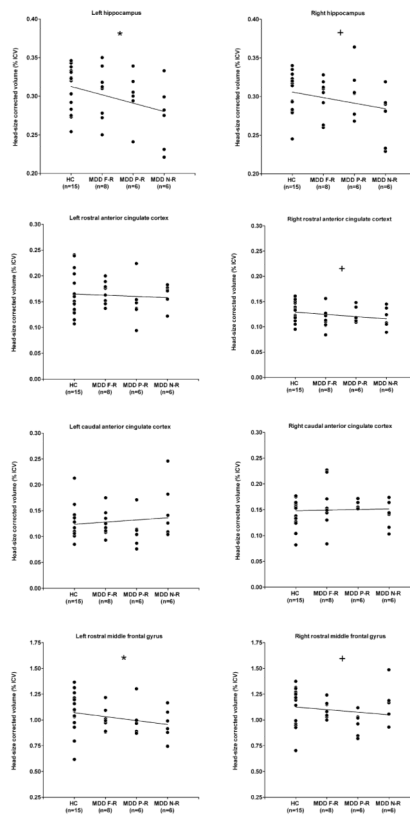 Left hippocampus
*
Head-size corrected volume (% ICV)
0.40
0.35
0.30
0.25
0.20
HC MDD F-R MDD P-R MDD N-R
(n=15) (n=8) (n=6) (n=6)
Right hippocampus
+
Head-size corrected volume (% ICV)
0.40
0.35
0.30
0.25
0.20
HC MDD F-R MDD P-R MDD N-R
(n=15) (n=8) (n=6) (n=6)
Left rostral anterior cingulate cortex
Head-size corrected volume (% ICV)
0.30
0.25
0.20
0.15
0.10
0.05
0.00
HC MDD F-R MDD P-R MDD N-R
(n=15) (n=8) (n=6) (n=6)
Right rostral anterior cingulate cortext
+
Head-size corrected volume (% ICV)
0.30
0.25
0.20
0.15
0.10
0.05
0.00
HC MDD F-R MDD P-R MDD N-R
(n=15) (n=8) (n=6) (n=6)
Left caudal anterior cingulate cortex
Head-size corrected volume (% ICV)
0.30
0.25
0.20
0.15
0.10
0.05
0.00
HC MDD F-R MDD P-R MDD N-R
(n=15) (n=8) (n=6) (n=6)
Right caudal anterior cingulate cortex
Head-size corrected volume (% ICV)
0.30
0.25
0.20
0.15
0.10
0.05
0.00
HC MDD F-R MDD P-R MDD N-R
(n=15) (n=8) (n=6) (n=6)
Left rostral middle frontal gyrus
*
Head-size corrected volume (% ICV)
1.75
1.50
1.25
1.00
0.75
0.50
0.25
HC MDD F-R MDD P-R MDD N-R
(n=15) (n=8) (n=6) (n=6)
Right rostral middle frontal gyrus
+
Head-size corrected volume (% ICV)
1.75
1.50
1.25
1.00
0.75
0.50
0.25
HC MDD F-R MDD P-R MDD N-R
(n=15) (n=8) (n=6) (n=6)